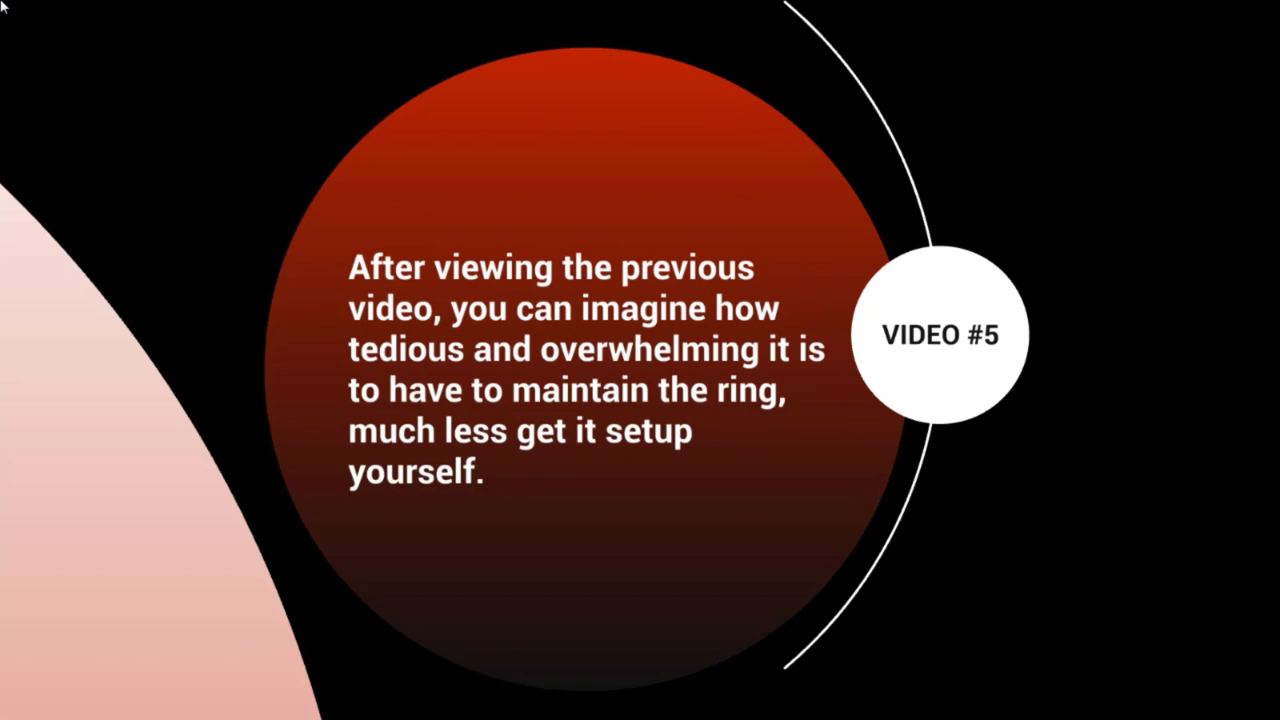 After viewing the previous
video, you can imagine how
tedious and overwhelming it is
to have to maintain the ring,
much less get it setup
yourself.
VIDEO #5